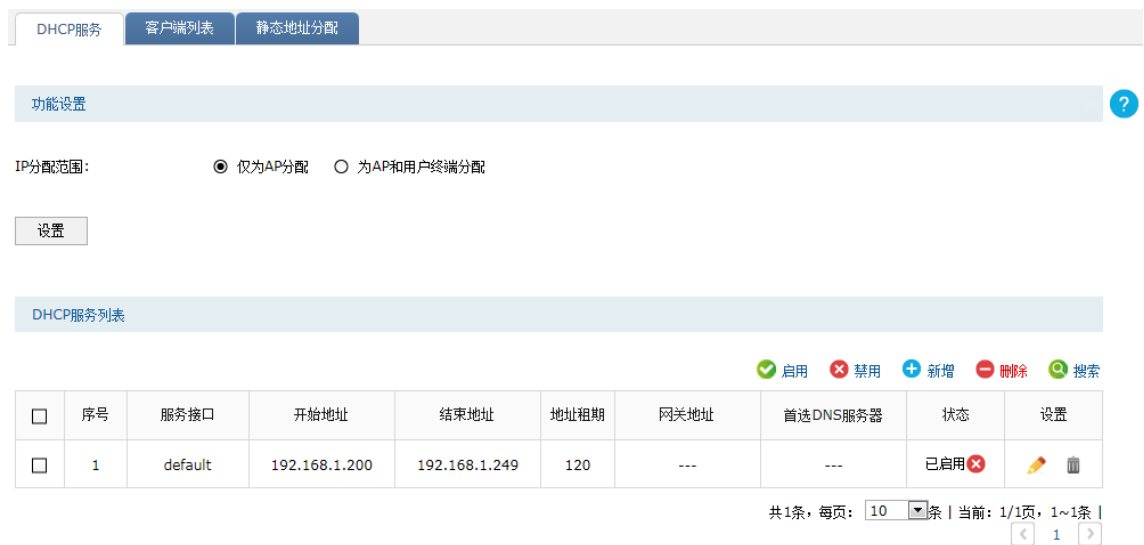 DHCP服务 客户端列表 静态地址分配
功能设置
?
IP分配范围: 仅为AP分配 为AP和用户终端分配
设置
DHCP服务列表
启用 禁用 新增 删除 搜索
序号 服务接口 开始地址 结束地址 地址租期 网关地址 首选DNS服务器 状态 设置
1 default 192.168.1.200 192.168.1.249 120 --- --- 已启用
共1条，每页: 10 条 | 当前: 1/1页，1~1条 |
< 1 >